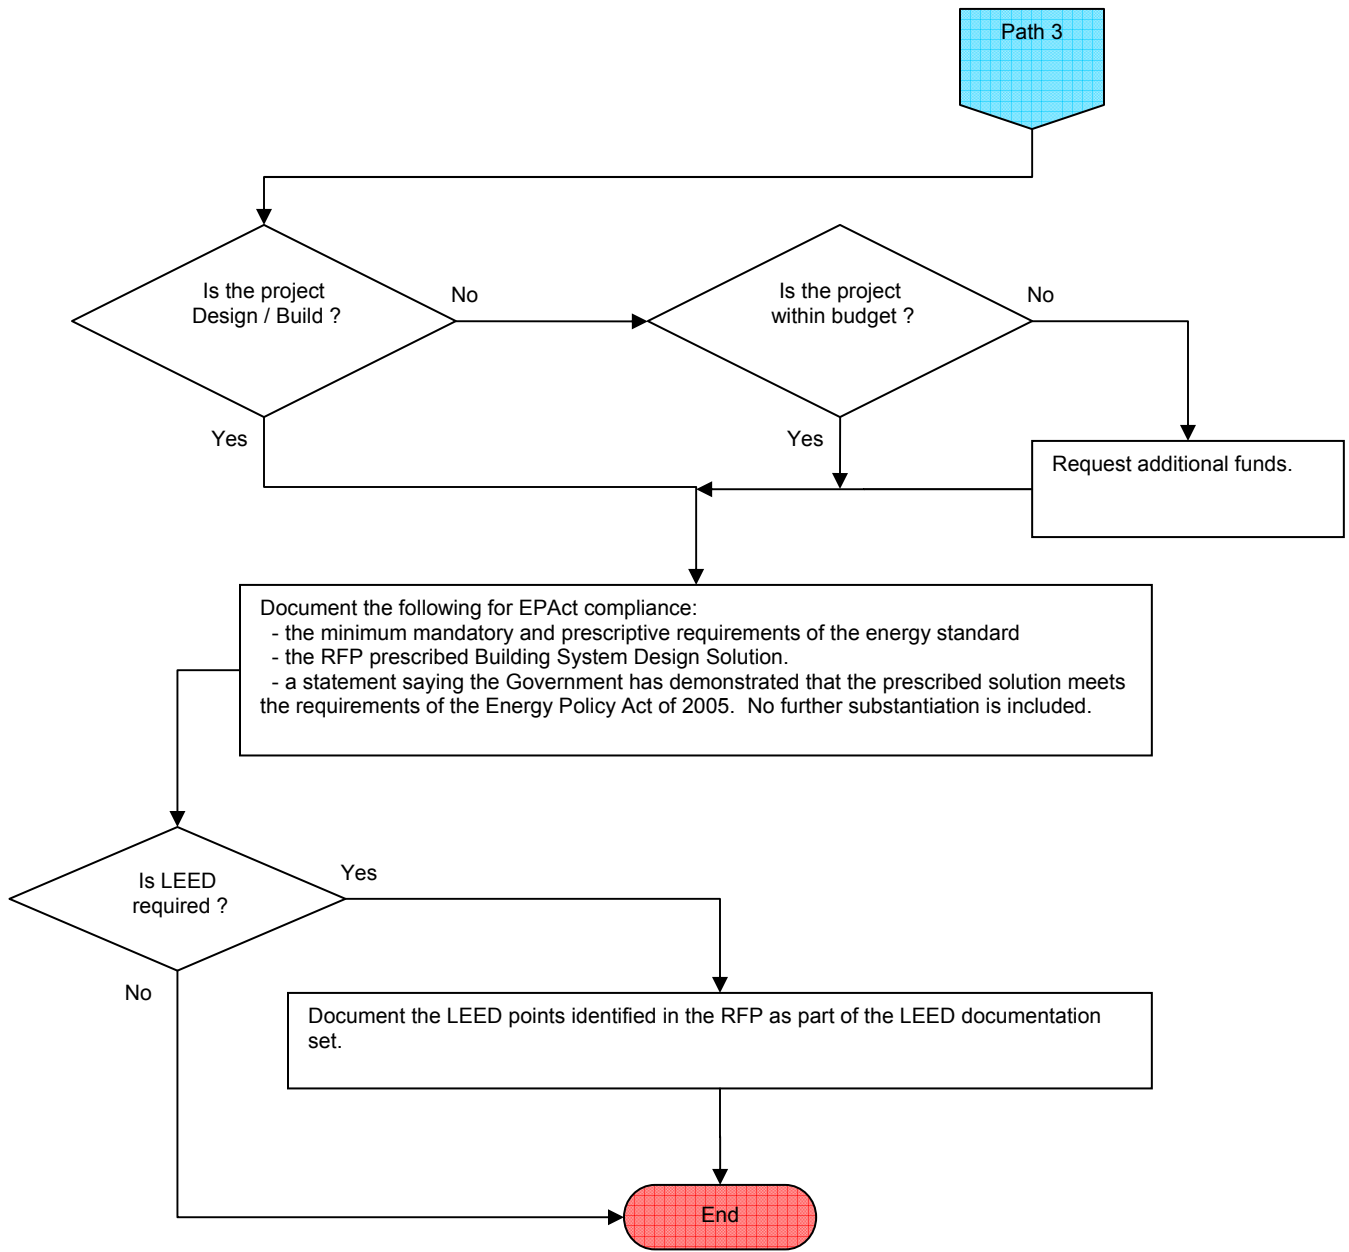 Path 3
Is the project
Design / Build ?
No
Is the project
within budget ?
No
Yes
Yes
Request additional funds.
Document the following for EPAct compliance:
- the minimum mandatory and prescriptive requirements of the energy standard
- the RFP prescribed Building System Design Solution.
- a statement saying the Government has demonstrated that the prescribed solution meets
the requirements of the Energy Policy Act of 2005.  No further substantiation is included.
Is LEED
required ?
Yes
No
Document the LEED points identified in the RFP as part of the LEED documentation
set.
End